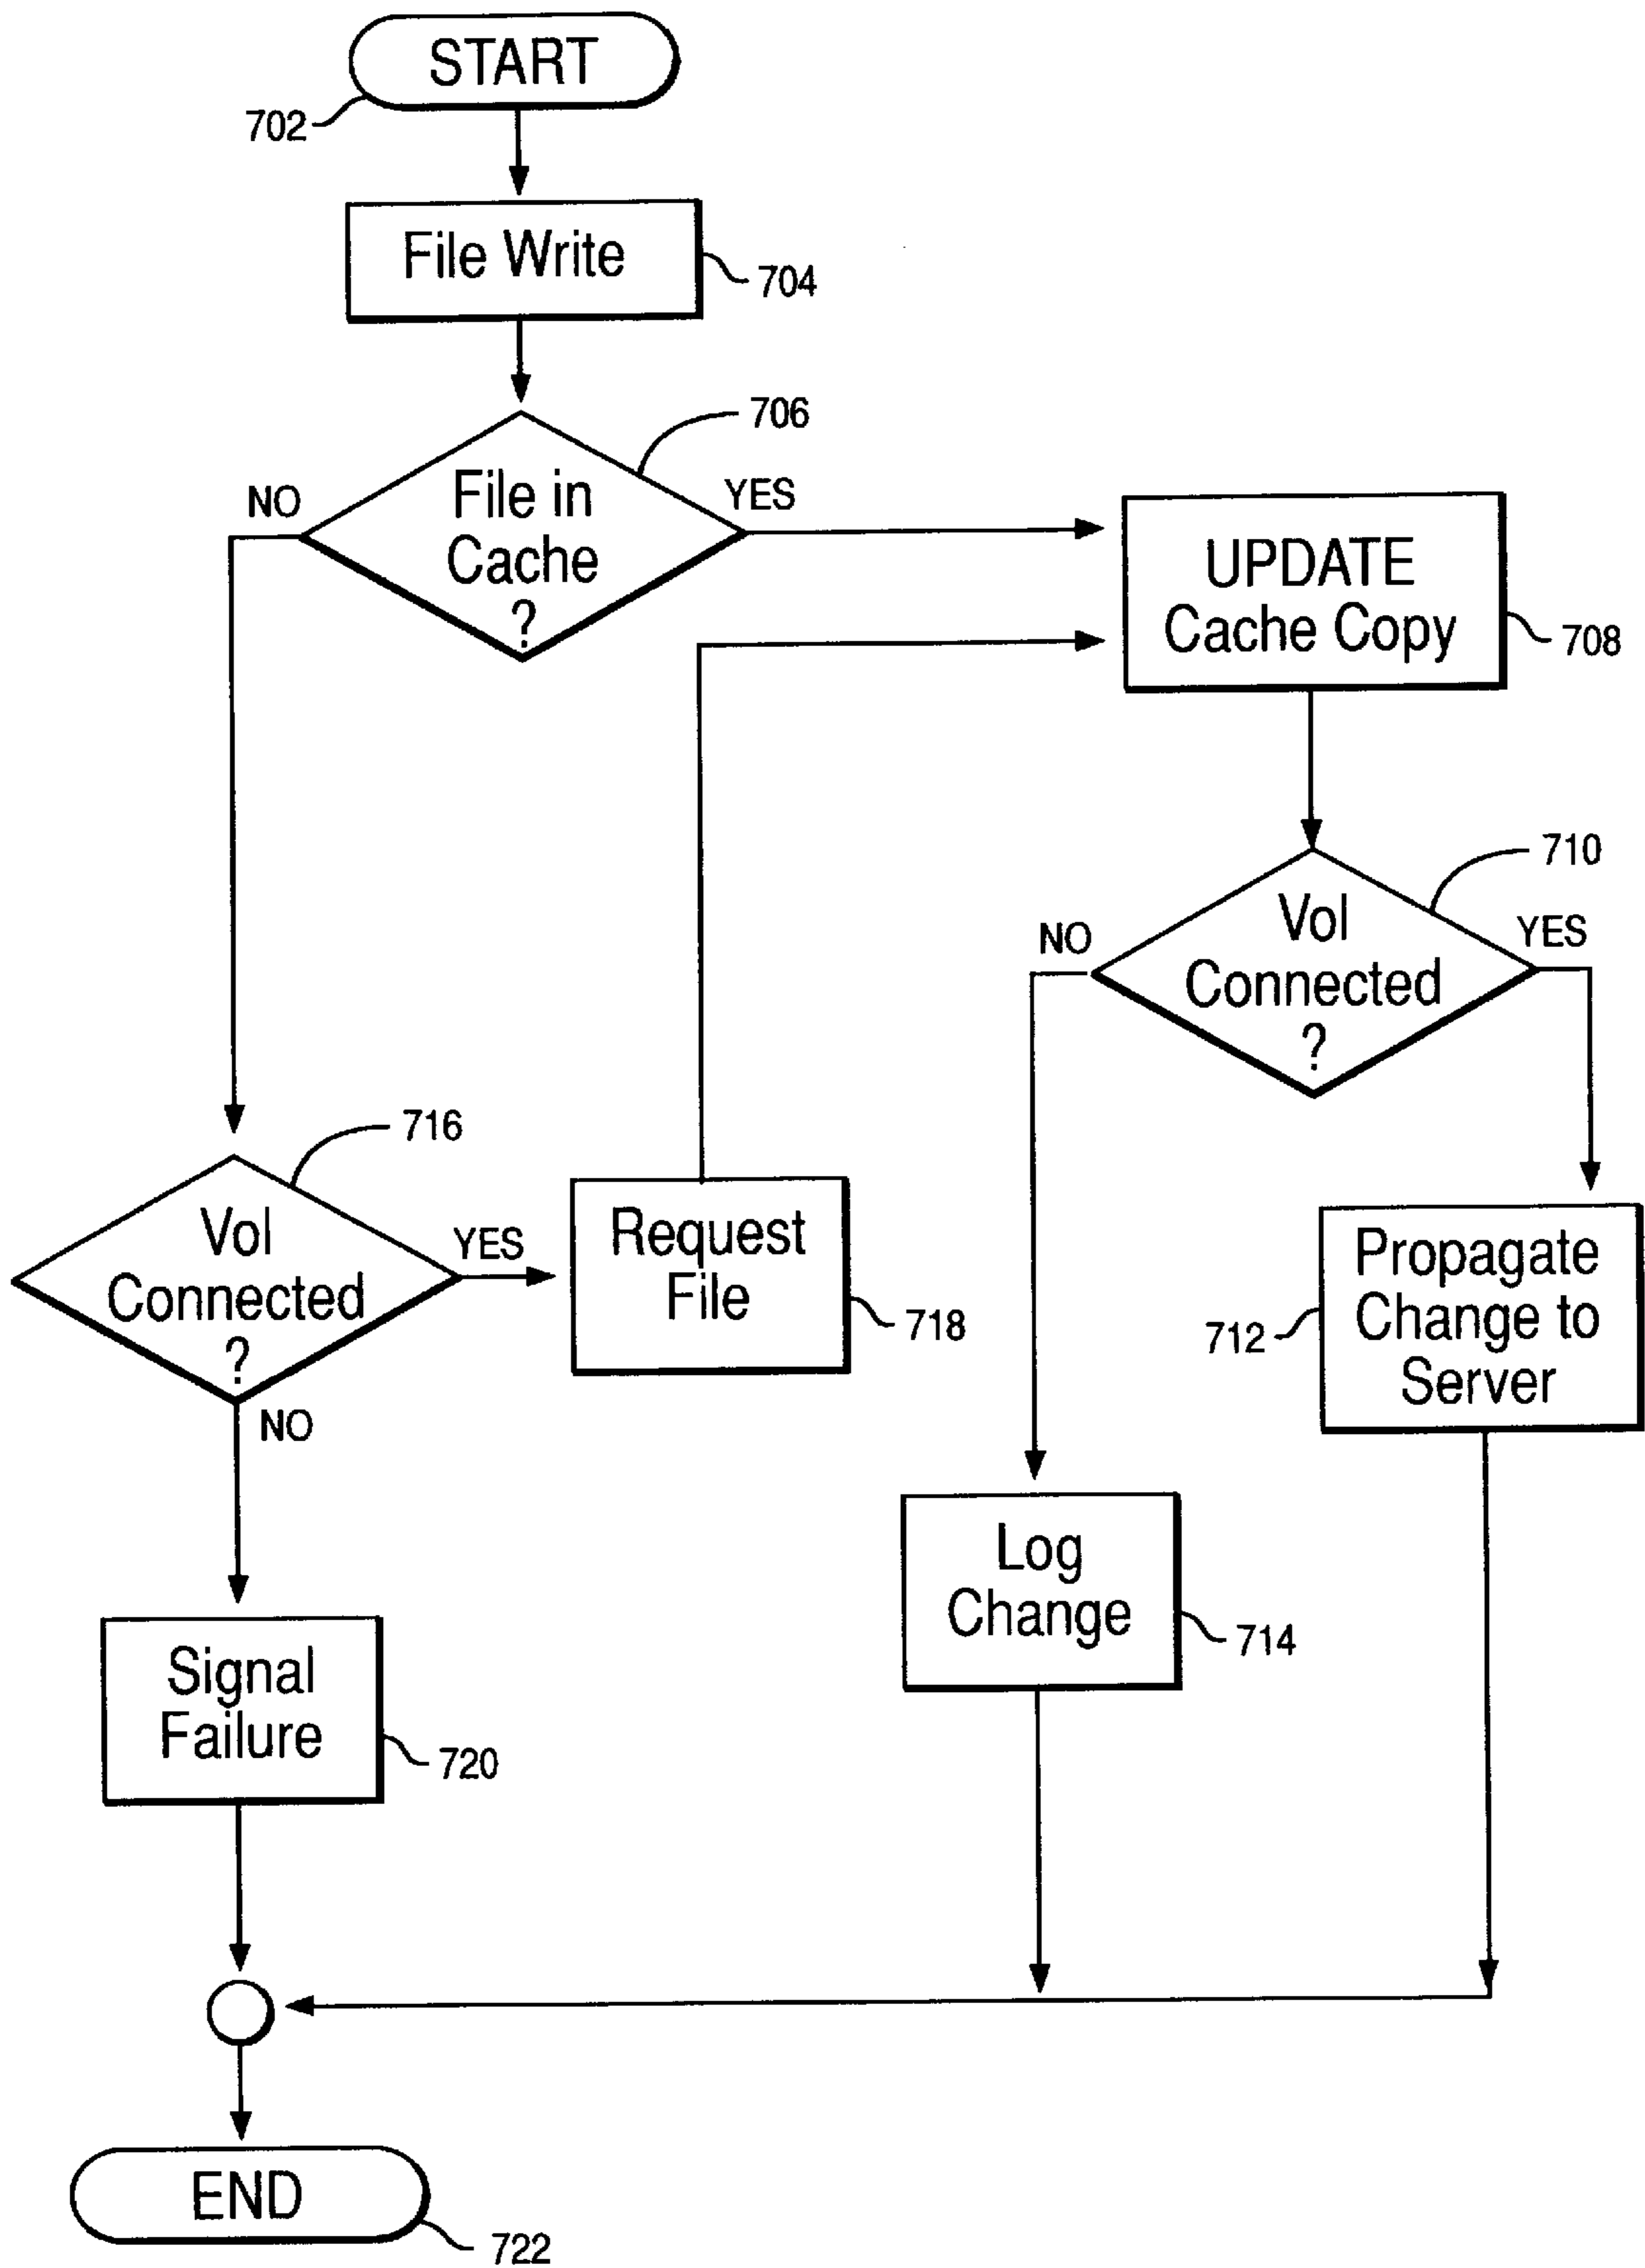 START
702
File Write
704
706
File in
Cache
?
NO
YES
UPDATE
Cache Copy
708
710
Vol
Connected
?
NO
YES
716
Vol
Connected
?
YES
NO
Request
File
718
Propagate
Change to
Server
712
Log
Change
714
Signal
Failure
720
END
722